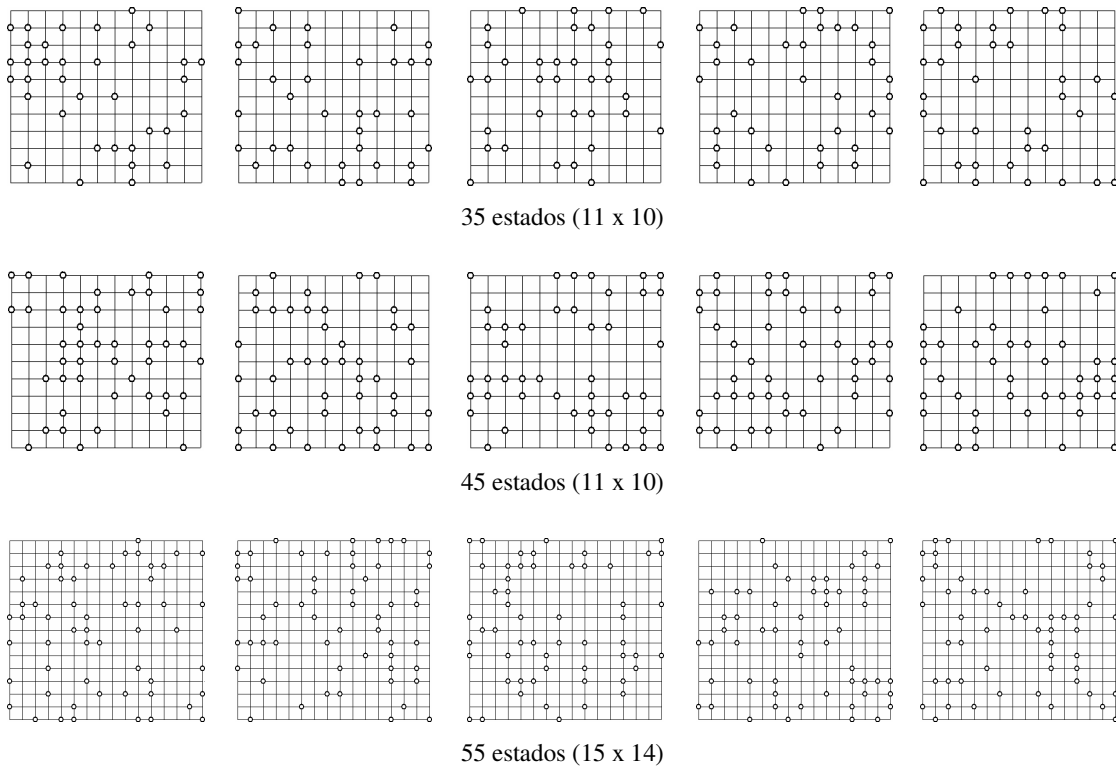 35 estados (11 x 10)
45 estados (11 x 10)
55 estados (15 x 14)